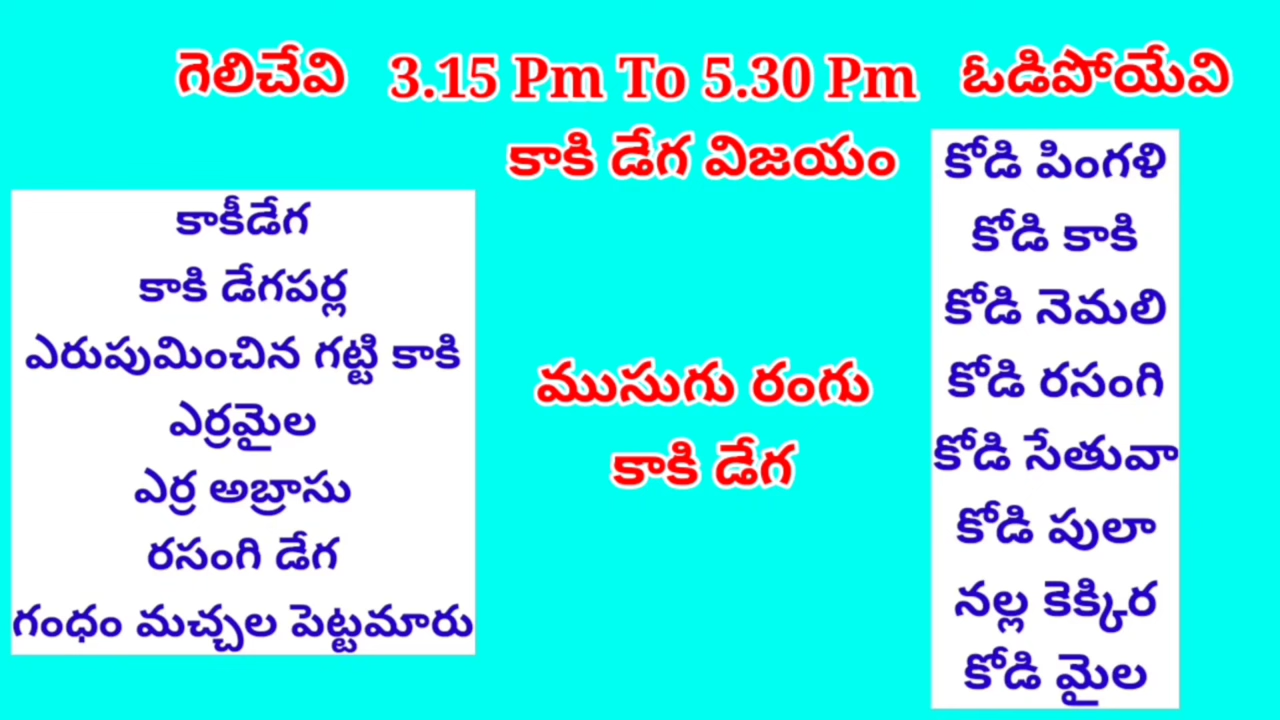 గెలిచేవి 3.15 Pm To 5.30 Pm ఓడిపోయేవి
కాకి డేగ విజయం
కాకీడేగ
కాకి డేగపర్ల
ఎరుపుమించిన గట్టి కాకి
ఎర్రమైల
ఎర్ర అబ్రాసు
రసంగి డేగ
గంధం మచ్చల పెట్టమారు
ముసుగు రంగు
కాకి డేగ
కోడి పింగళి
కోడి కాకి
కోడి నెమలి
కోడి రసంగి
కోడి సేతువా
కోడి పులా
నల్ల కెక్కిర
కోడి మైల